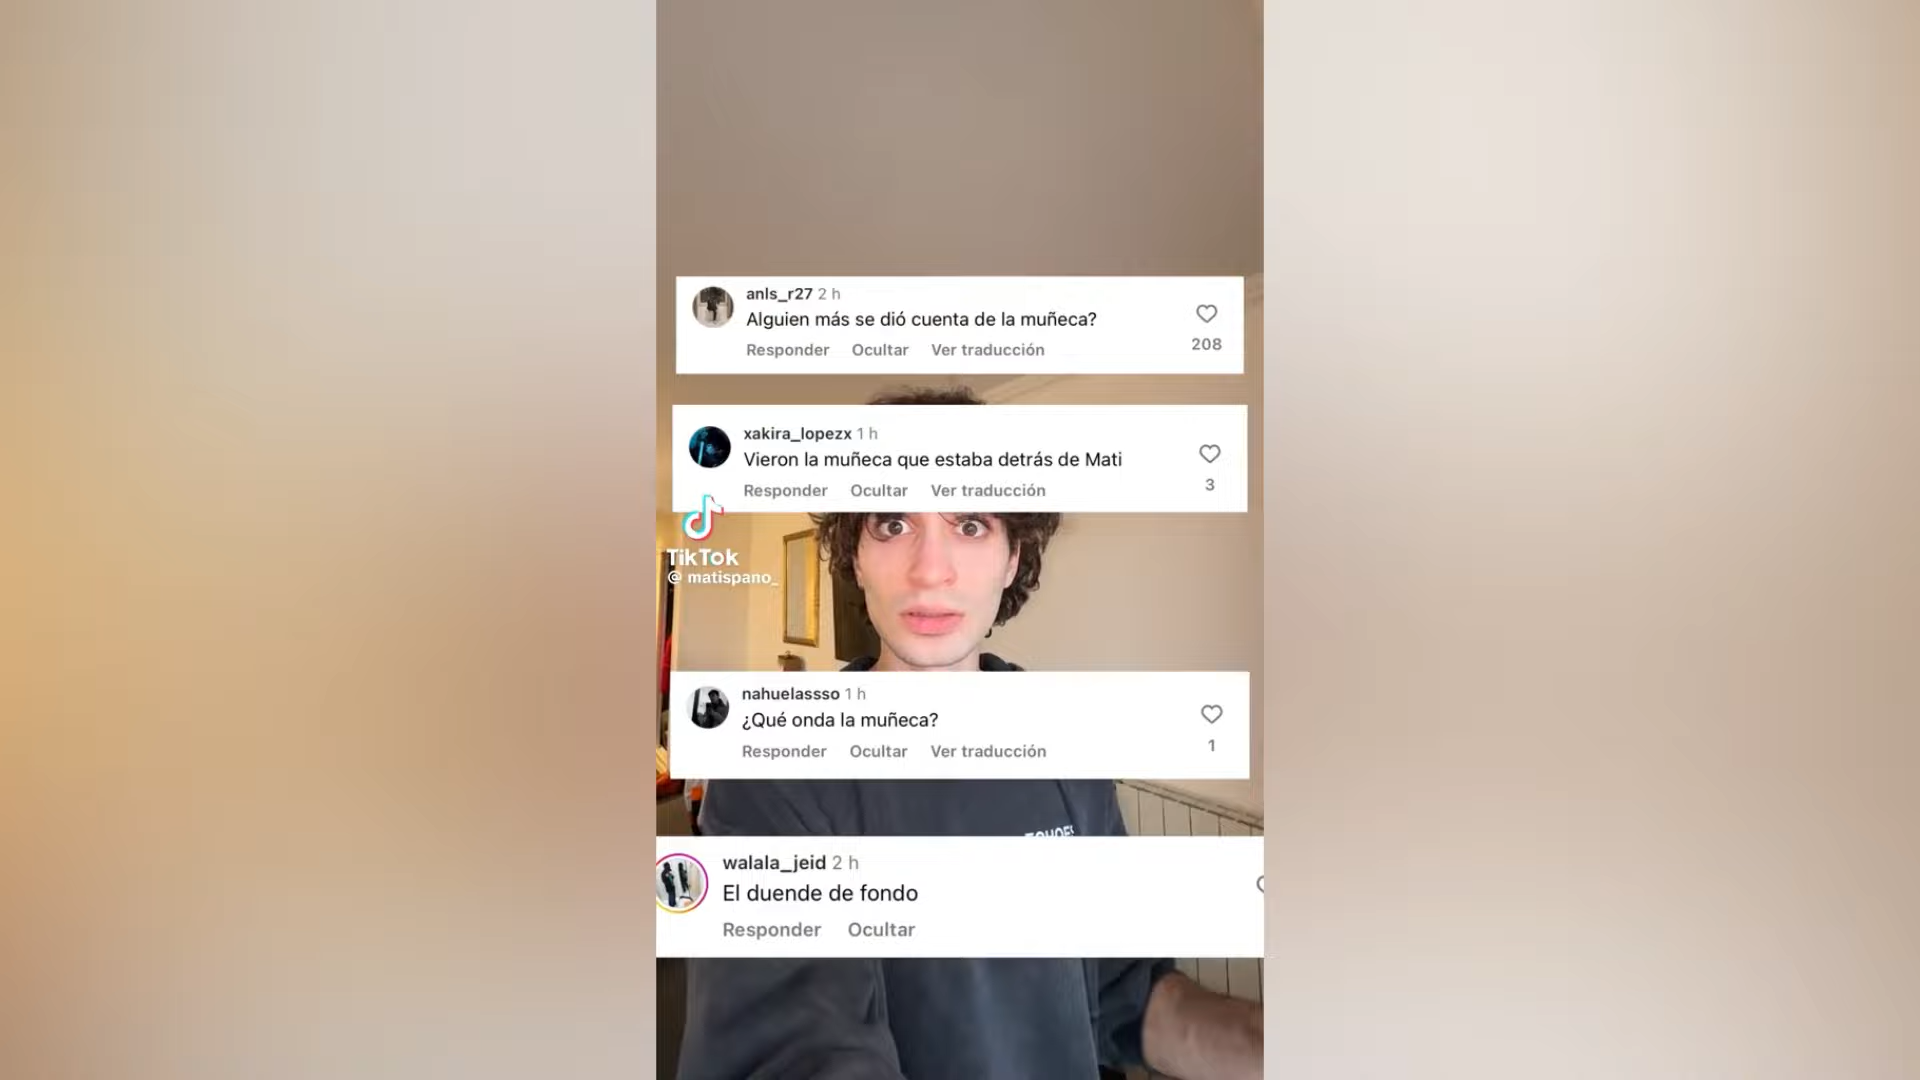 anls_r27 2 h
Alguien más se dió cuenta de la muñeca?
Responder Ocultar Ver traducción
208
xakira_lopezx 1 h
Vieron la muñeca que estaba detrás de Mati
Responder Ocultar Ver traducción
3
TikTok
@ matispano_
nahuelassso 1 h
¿Qué onda la muñeca?
Responder Ocultar Ver traducción
1
walala_jeid 2 h
El duende de fondo
Responder Ocultar